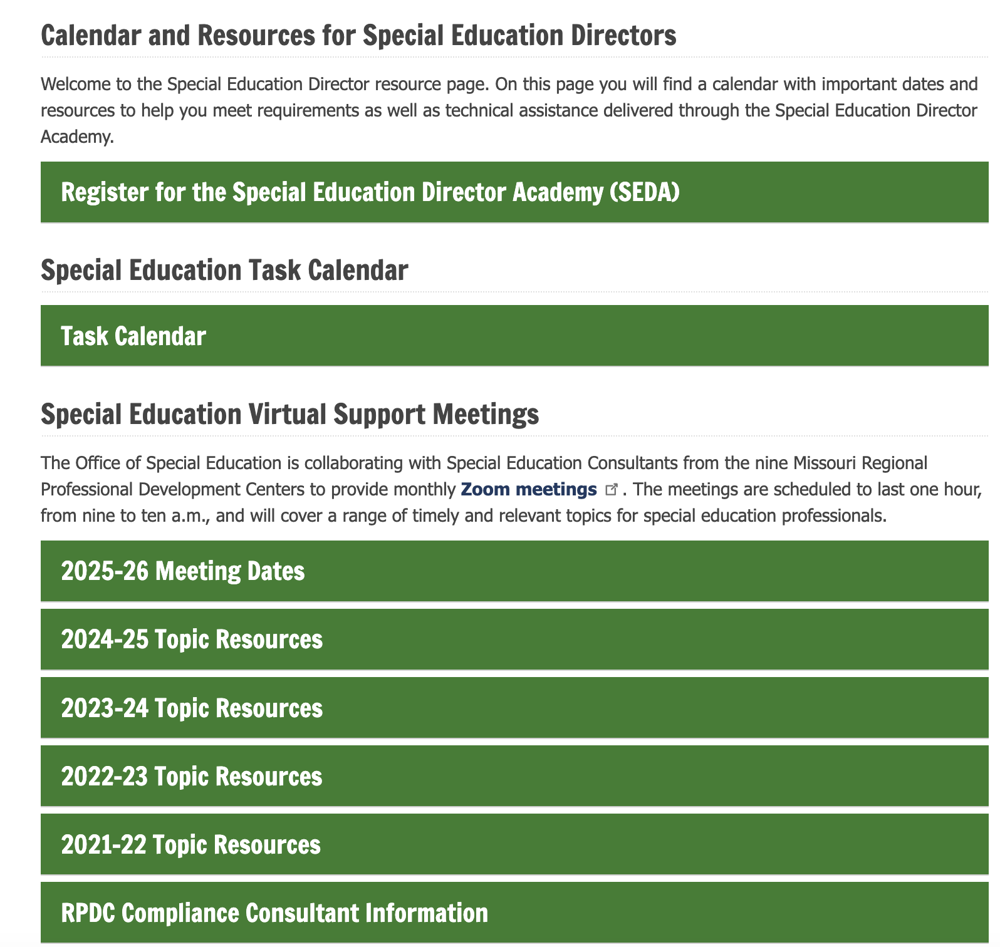 Calendar and Resources for Special Education Directors
Welcome to the Special Education Director resource page. On this page you will find a calendar with important dates and
resources to help you meet requirements as well as technical assistance delivered through the Special Education Director
Academy.
Register for the Special Education Director Academy (SEDA)
Special Education Task Calendar
Task Calendar
Special Education Virtual Support Meetings
The Office of Special Education is collaborating with Special Education Consultants from the nine Missouri Regional
Professional Development Centers to provide monthly Zoom meetings . The meetings are scheduled to last one hour,
from nine to ten a.m., and will cover a range of timely and relevant topics for special education professionals.
2025-26 Meeting Dates
2024-25 Topic Resources
2023-24 Topic Resources
2022-23 Topic Resources
2021-22 Topic Resources
RPDC Compliance Consultant Information